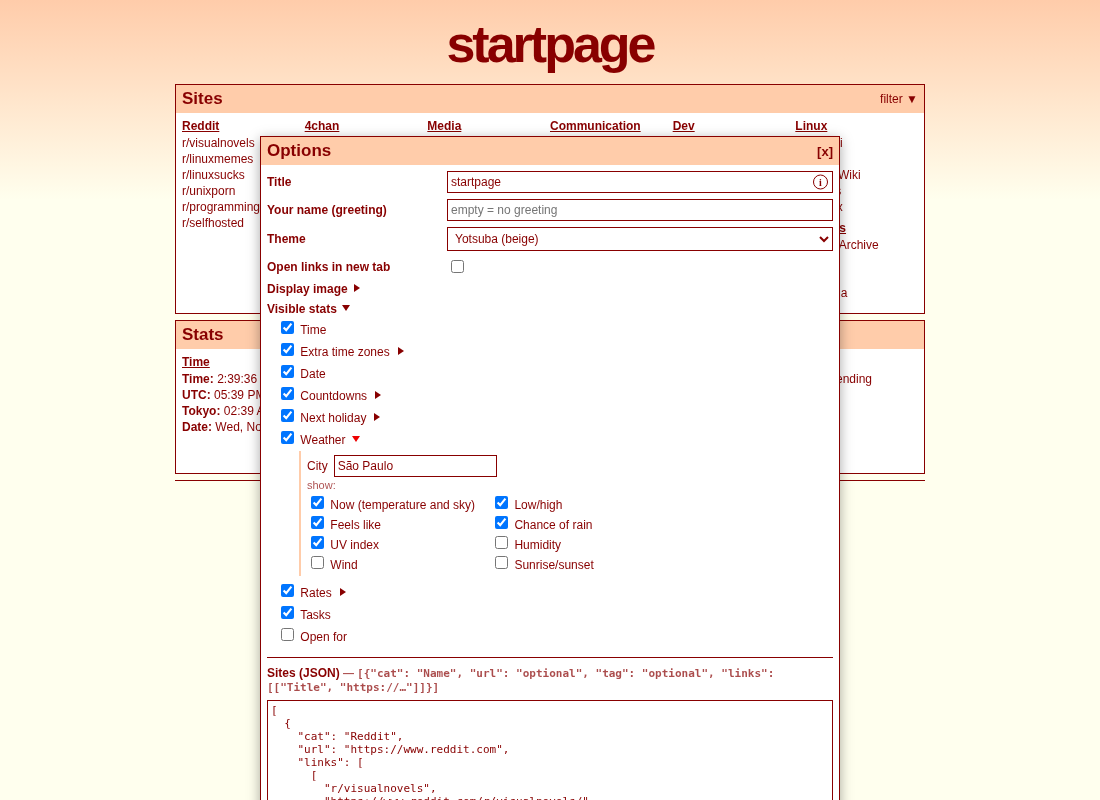 startpage
Sites
filter ▼
Reddit 4chan Media Communication Dev Linux
r/visualnovels
r/linuxmemes
r/linuxsucks
r/unixporn
r/programming
r/selfhosted
Wiki
Archive
Stats
Time
Time: 2:39:36
UTC: 05:39 PM
Tokyo: 02:39 A
Date: Wed, No
ending
Options
[x]
Title startpage
Your name (greeting) empty = no greeting
Theme Yotsuba (beige)
Open links in new tab
Display image
Visible stats
Time
Extra time zones
Date
Countdowns
Next holiday
Weather
City São Paulo
show:
Now (temperature and sky) Low/high
Feels like Chance of rain
UV index Humidity
Wind Sunrise/sunset
Rates
Tasks
Open for
Sites (JSON) — [{"cat": "Name", "url": "optional", "tag": "optional", "links":
[["Title", "https://…"]]}]
[
{
"cat": "Reddit",
"url": "https://www.reddit.com",
"links": [
[
"r/visualnovels",
"https://www.reddit.com/r/visualnovels/"